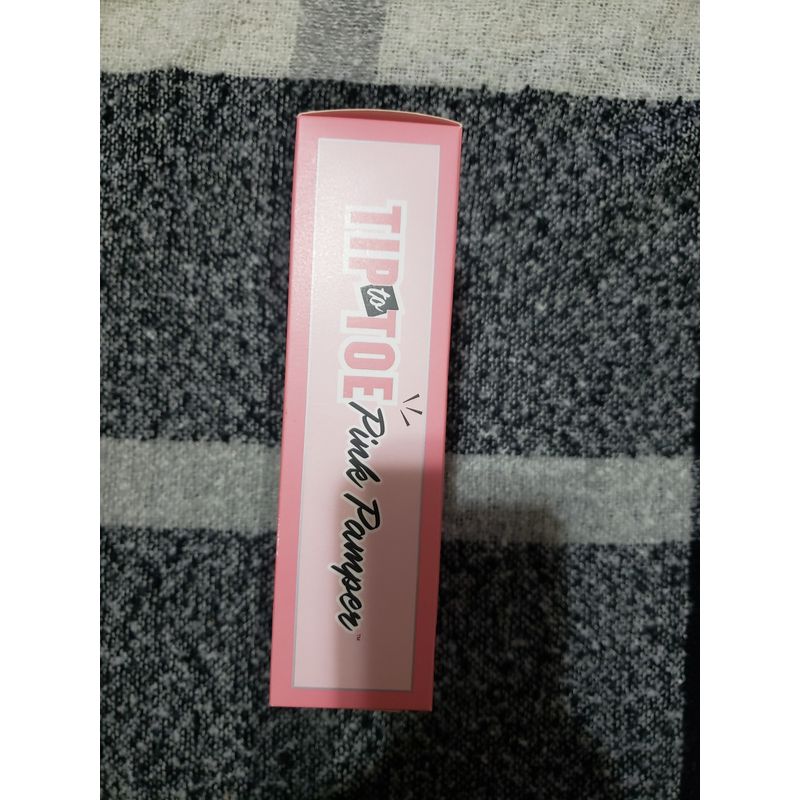 TIP to TOE
Pink Pamper™